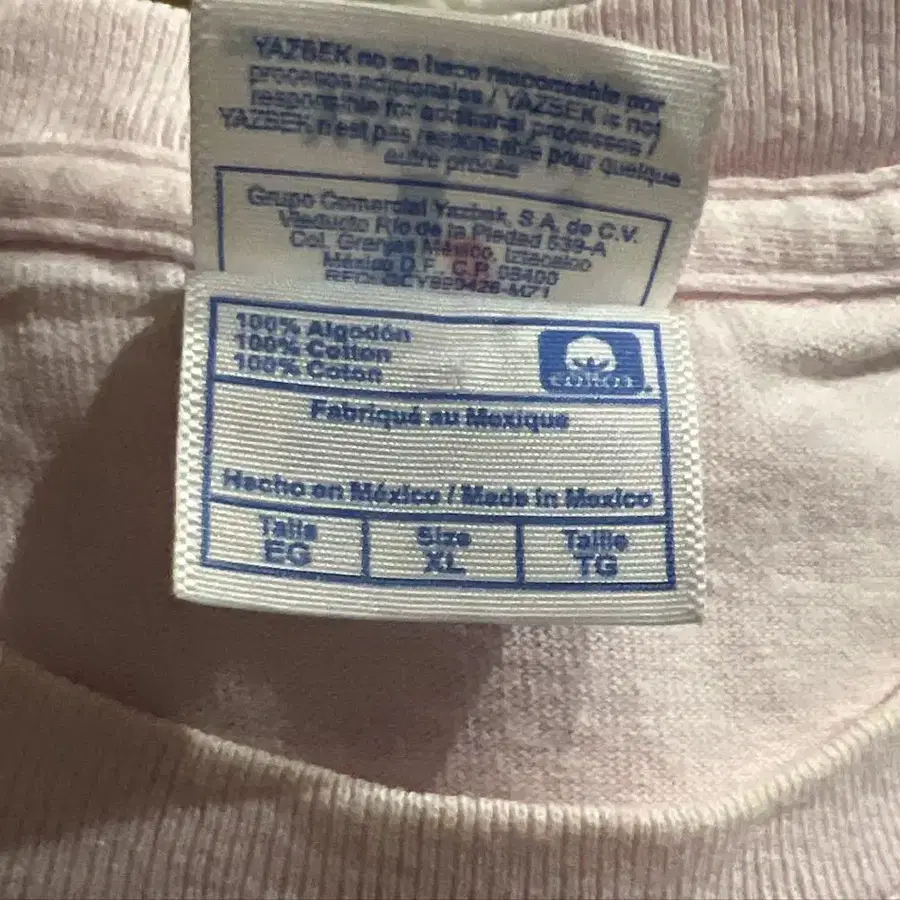 YAZBEK no se hace responsable por
procesos adicionales / YAZBEK is not
responsible for additional processes /
YAZBEK n'est pas responsable pour quelque
autre procès
Grupo Comercial Yazbek, S.A. de C.V.
Viaducto Río de la Piedad 539-A
Col. Granjas México, Iztacalco
México D.F., C.P. 08400
RFC:
100% Algodón
100% Cotton
100% Coton
COTTON
Fabriqué au Mexique
Hecho en México / Made in Mexico
Talla
EG
Size
XL
Taille
TG